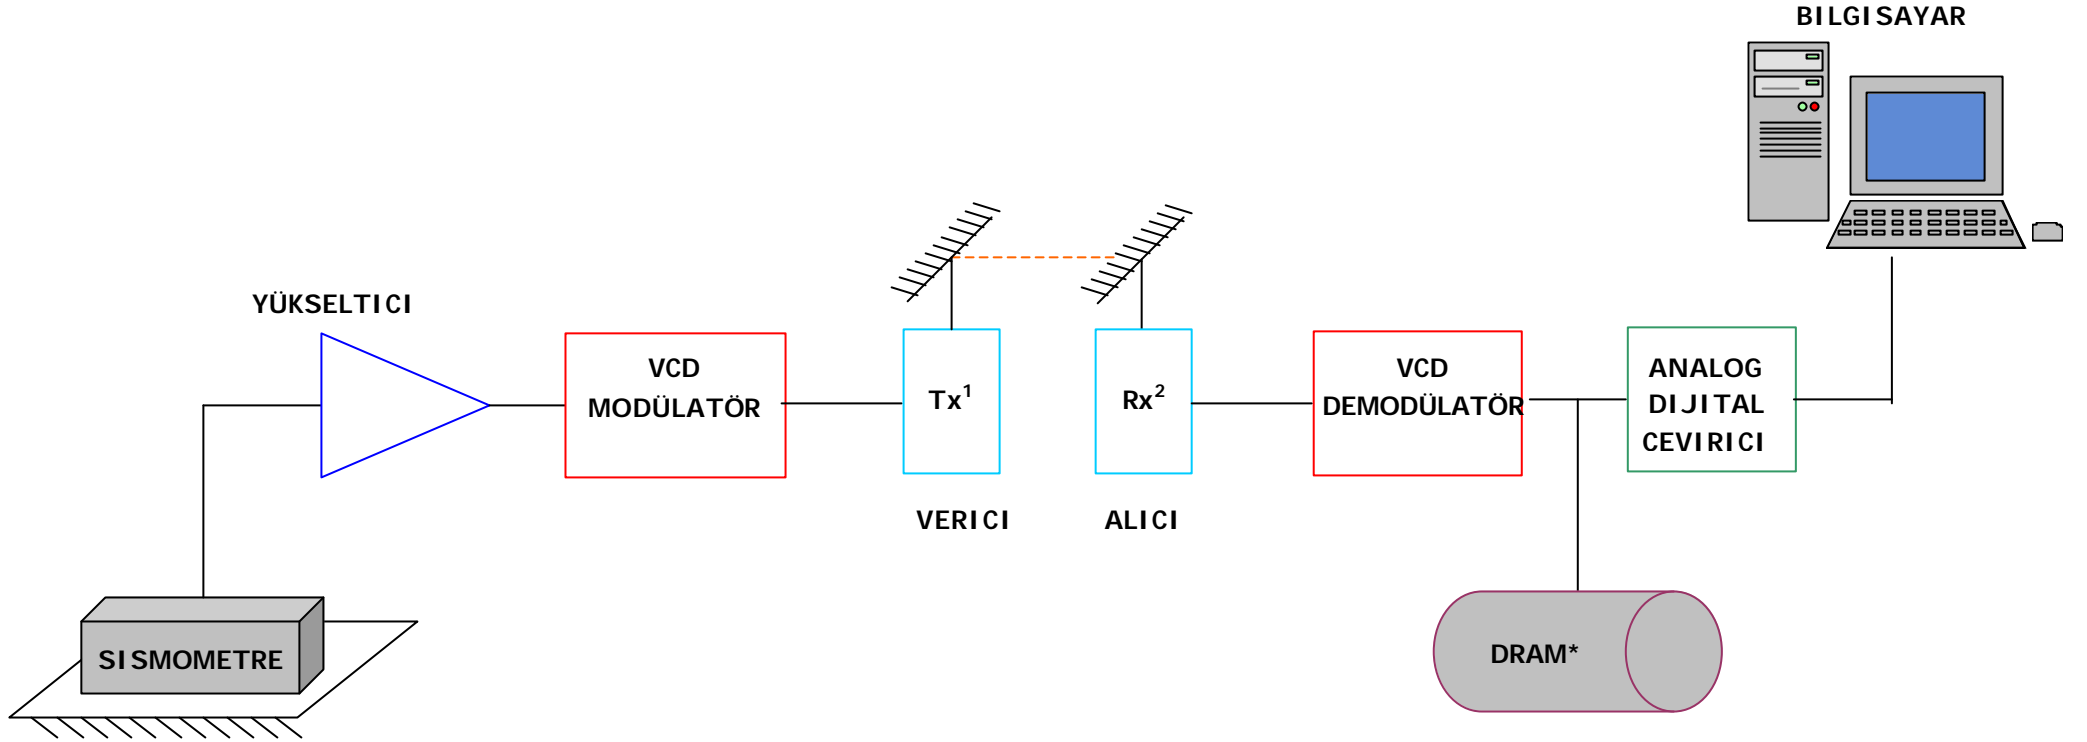 BILGISAYAR
YÜKSELTICI
VCD
MODÜLATÖR
Tx¹
Rx²
VCD
DEMODÜLATÖR
ANALOG
DIJITAL
CEVIRICI
VERICI
ALICI
SISMOMETRE
DRAM*